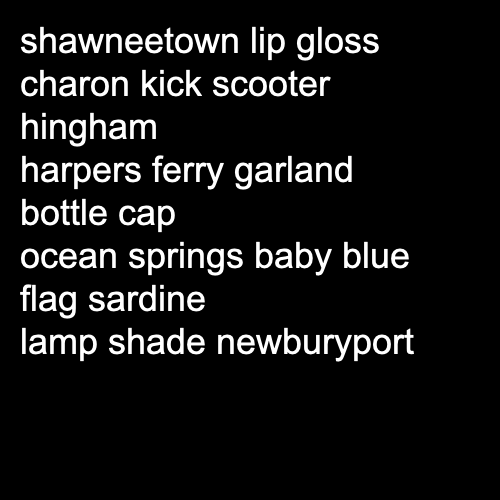 shawneetown lip gloss
charon kick scooter
hingham
harpers ferry garland
bottle cap
ocean springs baby blue
flag sardine
lamp shade newburyport